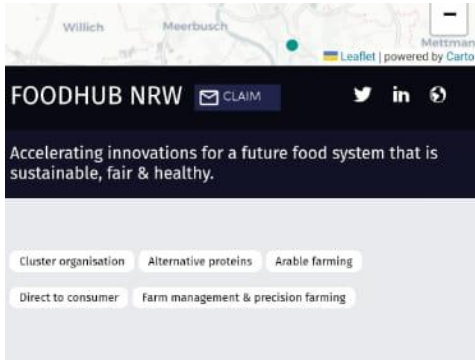 Willich
Meerbusch
−
Mettman
Leaflet | powered by Carto
FOODHUB NRW
CLAIM
Accelerating innovations for a future food system that is
sustainable, fair & healthy.
Cluster organisation
Alternative proteins
Arable farming
Direct to consumer
Farm management & precision farming